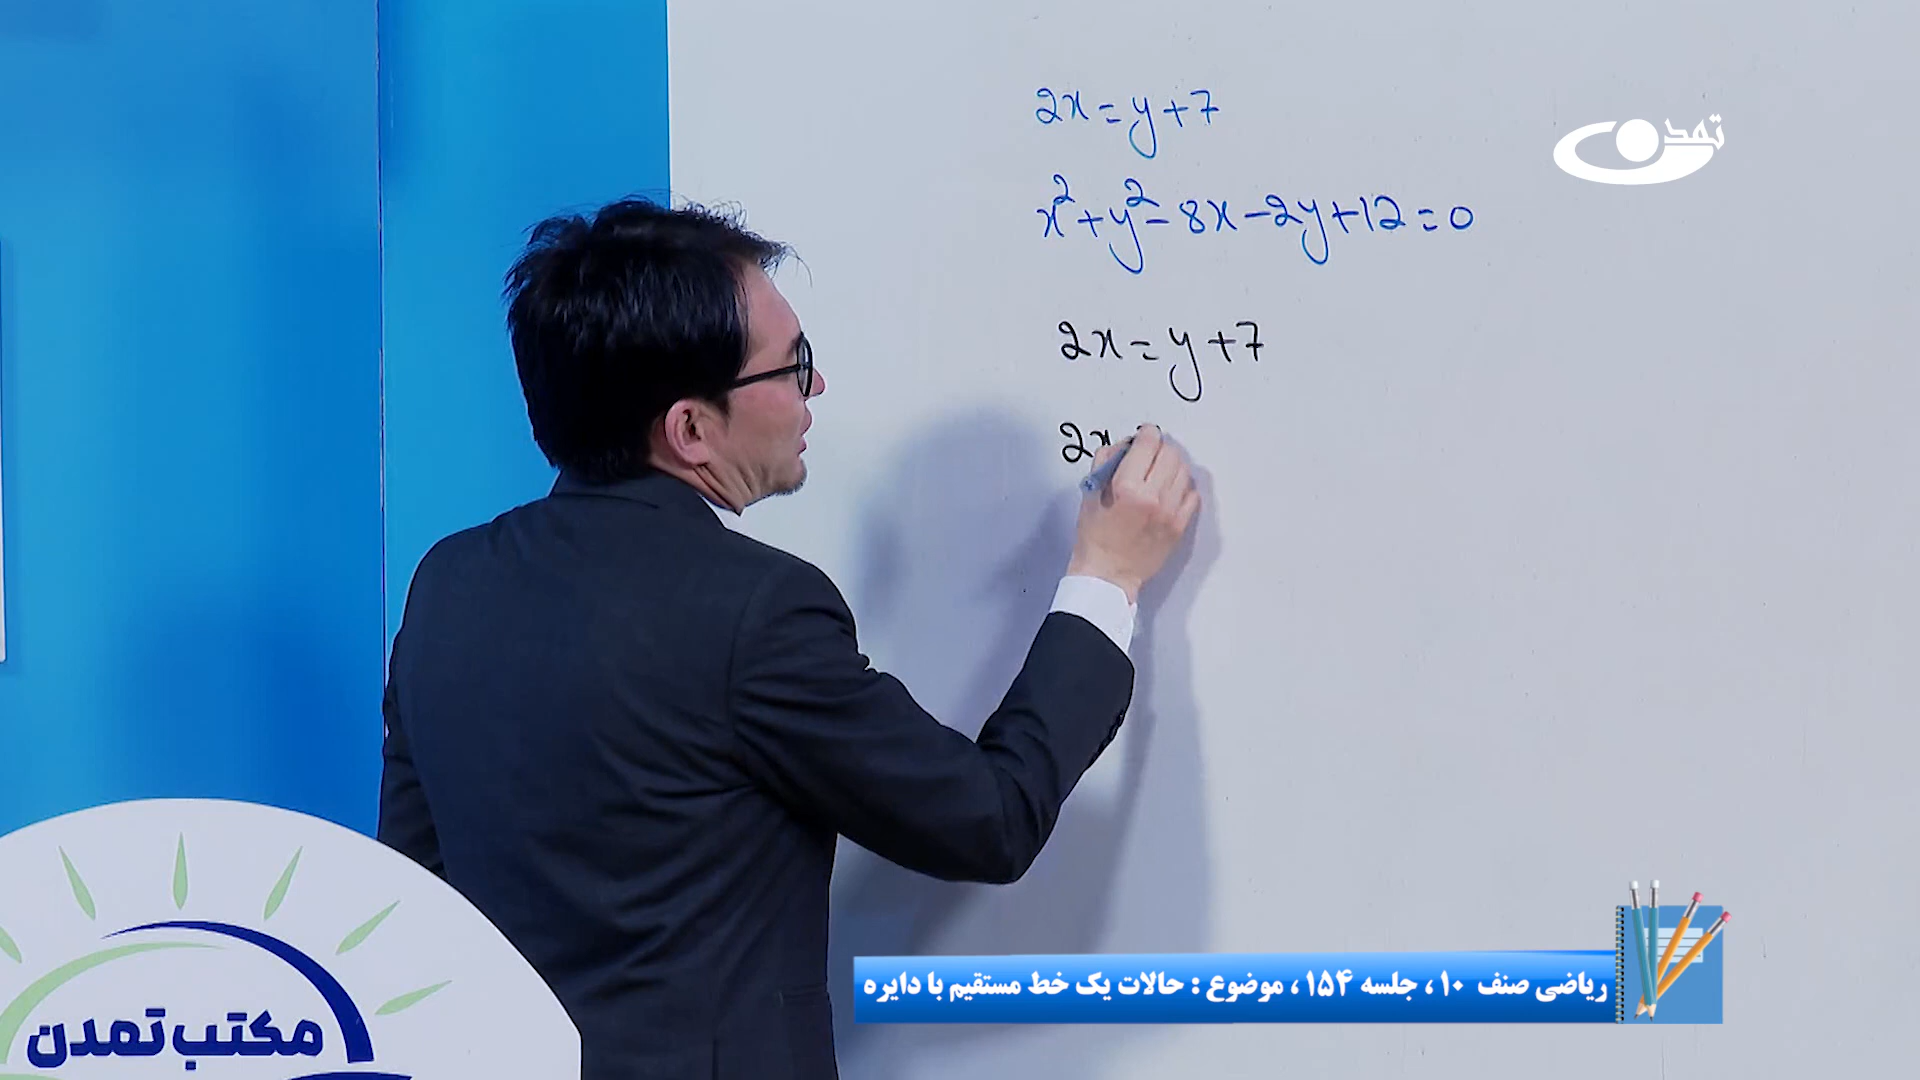 2x=y+7
تمدن
x²+y²-8x-2y+12=0
2x=y+7
2x
ریاضی صنف ۱۰ ، جلسه ۱۵۴ ، موضوع : حالات یک خط مستقیم با دایره
مکتب تمدن